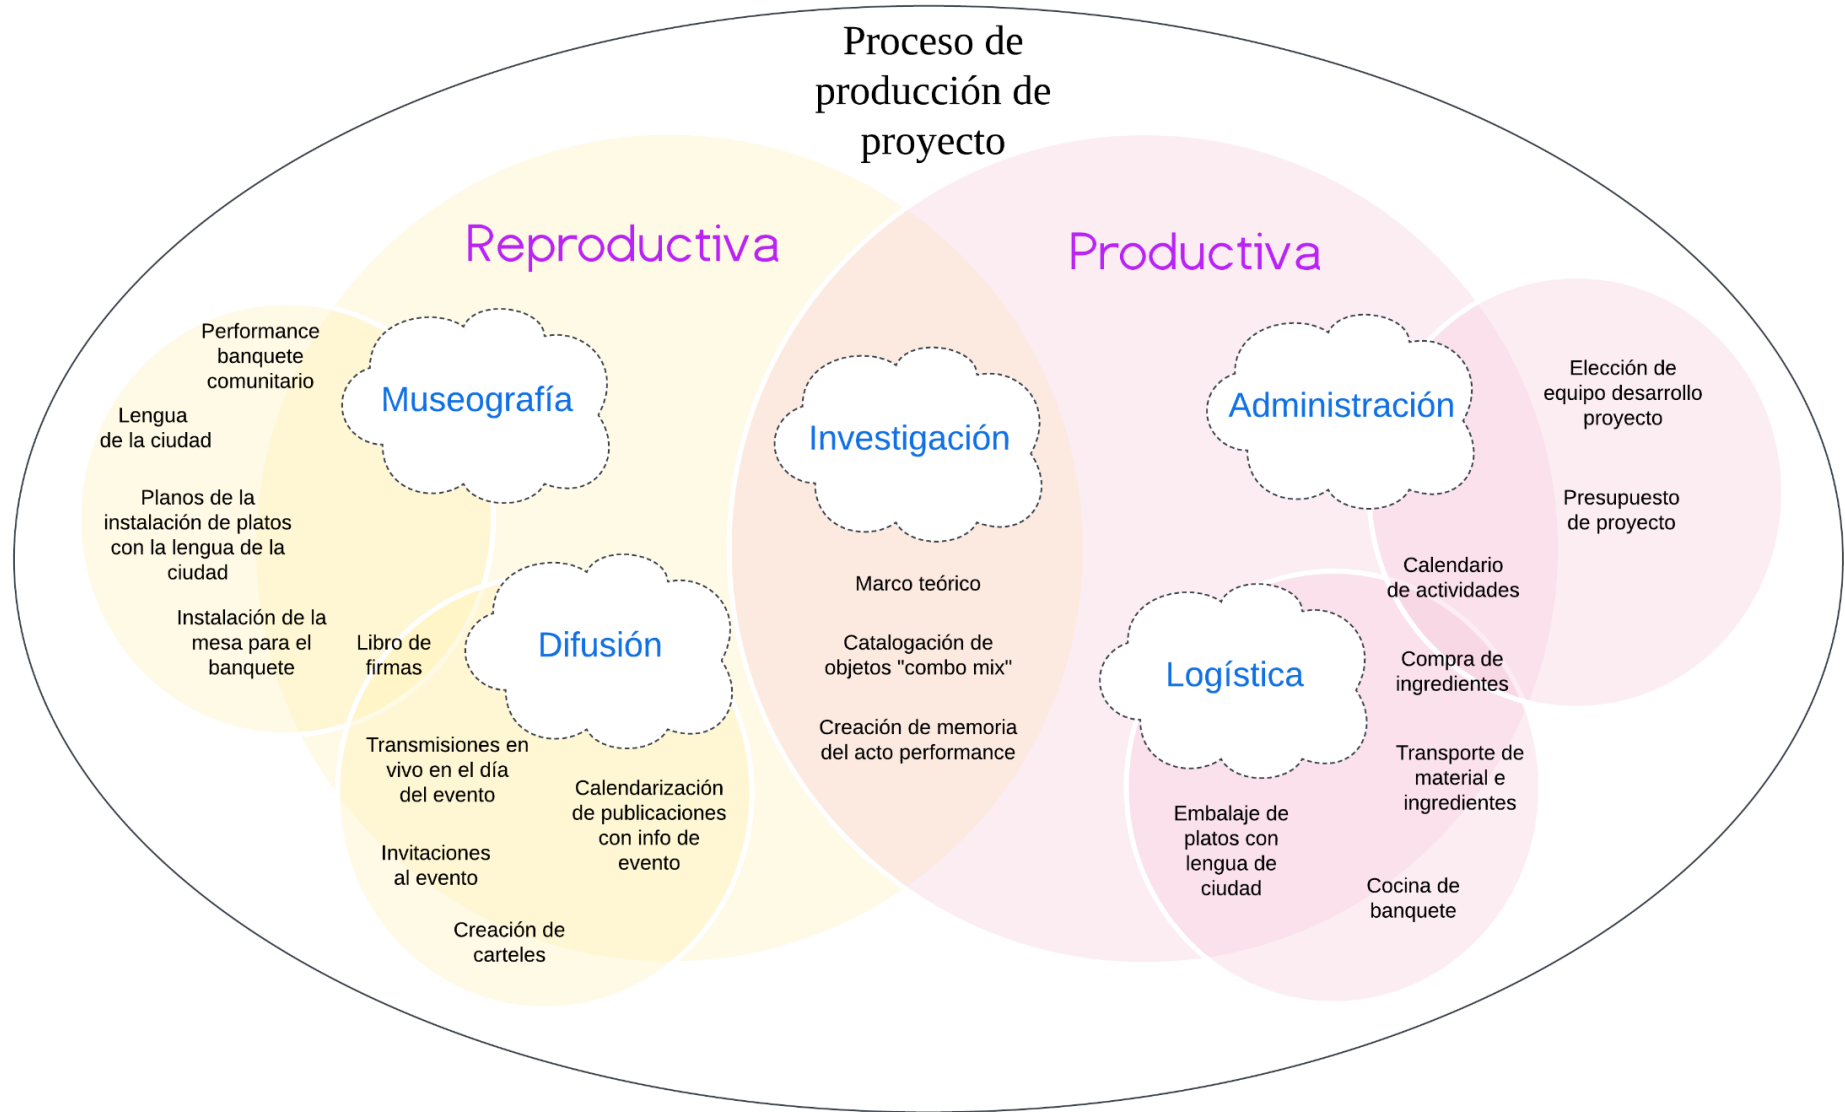 Proceso de
producción de
proyecto
Reproductiva
Productiva
Performance
banquete
comunitario
Lengua
de la ciudad
Planos de la
instalación de platos
con la lengua de la
ciudad
Instalación de la
mesa para el
banquete
Museografía
Libro de
firmas
Difusión
Transmisiones en
vivo en el día
del evento
Calendarización
de publicaciones
con info de
evento
Invitaciones
al evento
Creación de
carteles
Investigación
Marco teórico
Catalogación de
objetos "combo mix"
Creación de memoria
del acto performance
Administración
Elección de
equipo desarrollo
proyecto
Presupuesto
de proyecto
Calendario
de actividades
Logística
Compra de
ingredientes
Transporte de
material e
ingredientes
Embalaje de
platos con
lengua de
ciudad
Cocina de
banquete